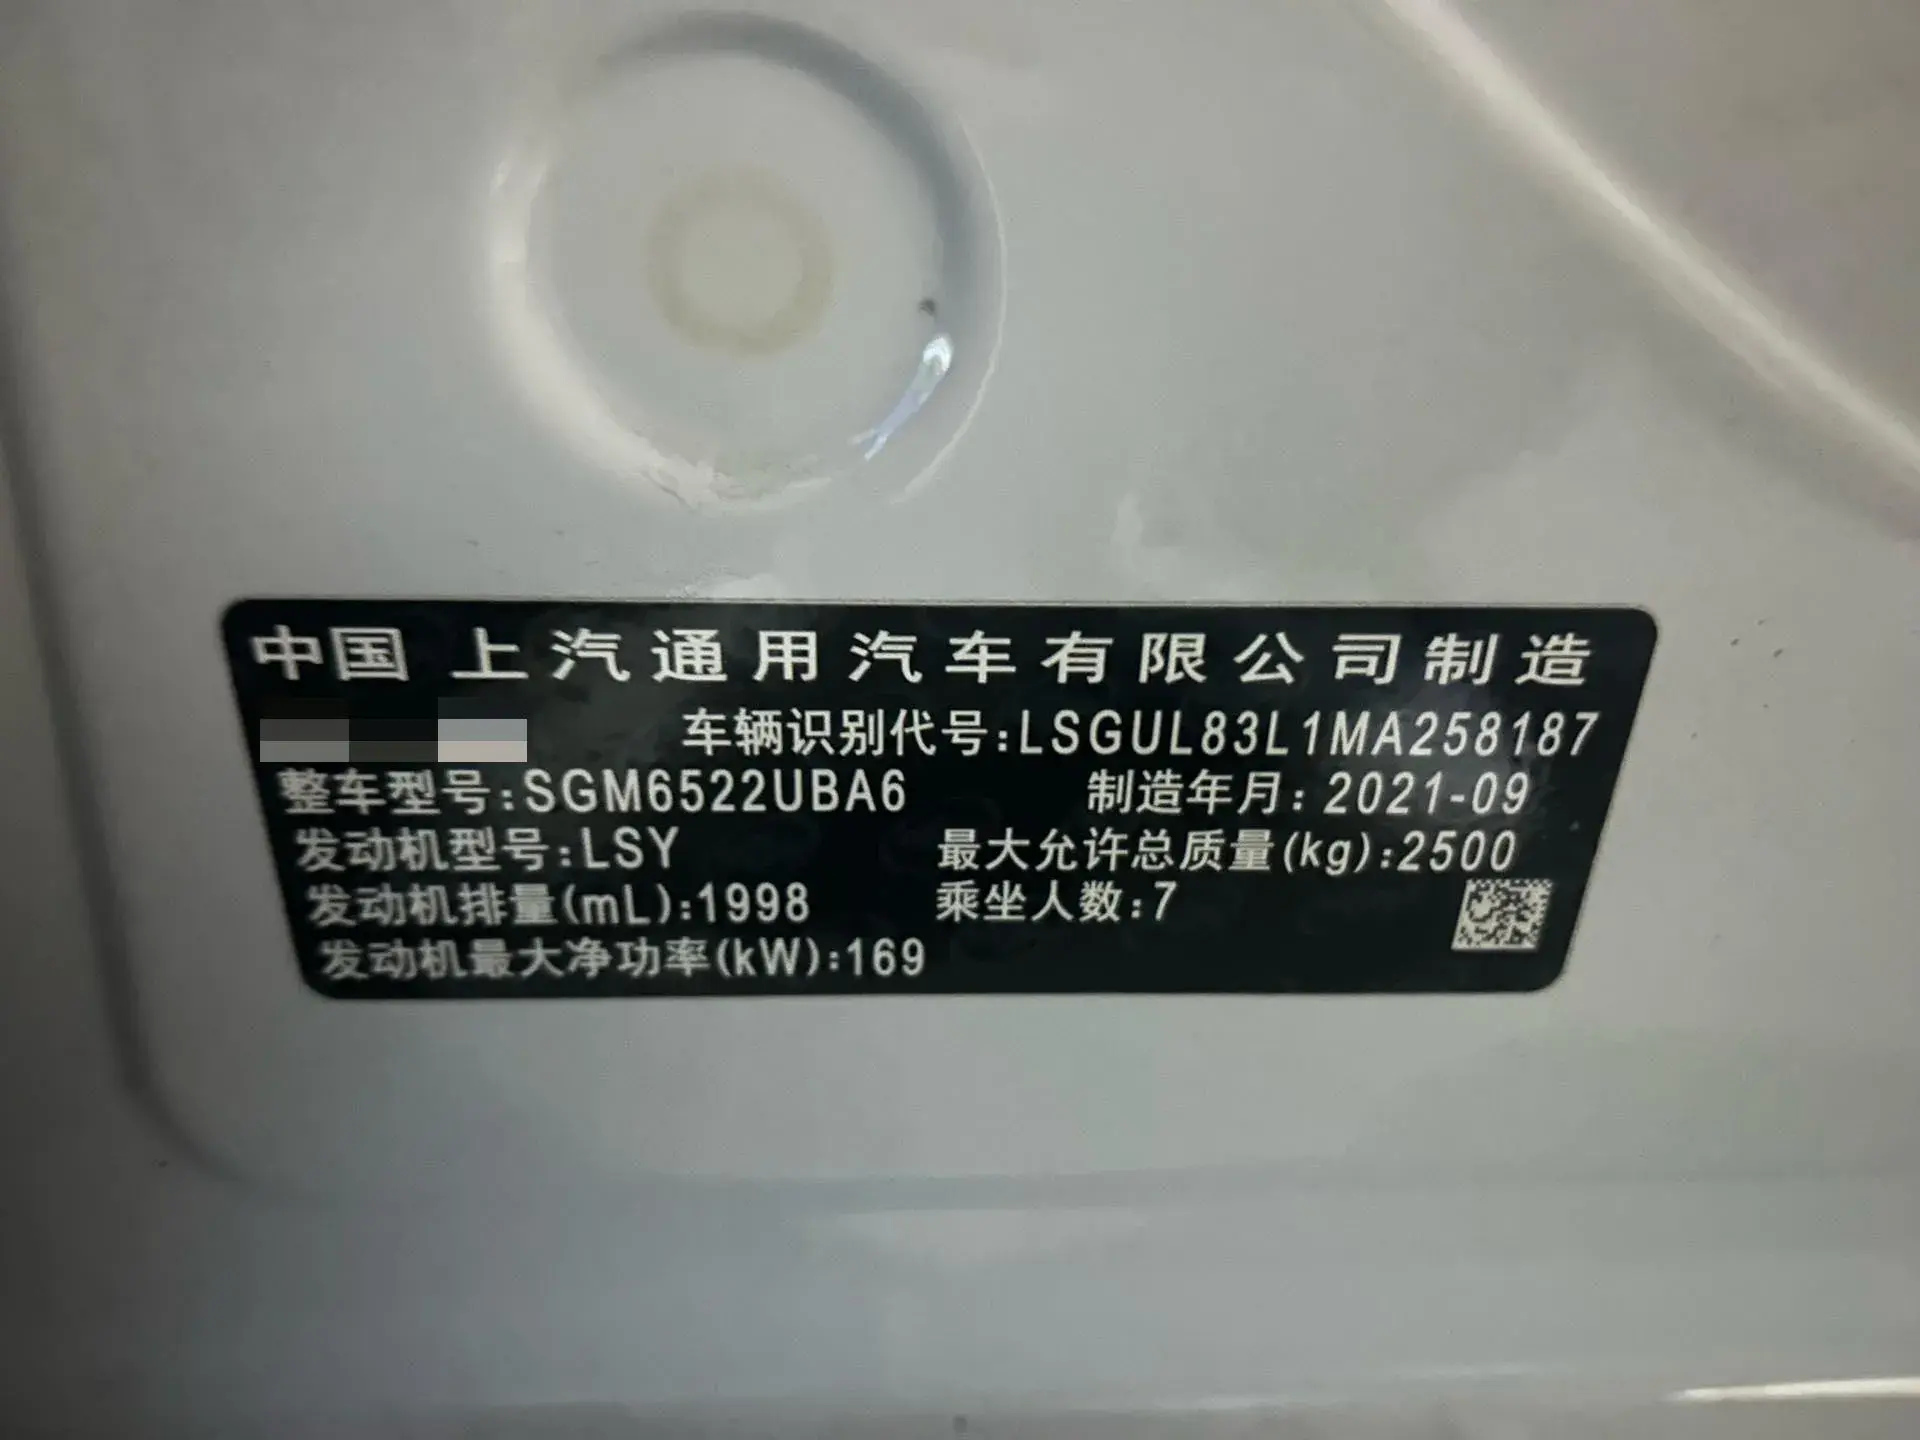 中国 上汽通用汽车有限公司制造
车辆识别代号:LSGUL83L1MA258187
整车型号:SGM6522UBA6 制造年月:2021-09
发动机型号:LSY 最大允许总质量(kg):2500
发动机排量(mL):1998 乘坐人数:7
发动机最大净功率(kW):169